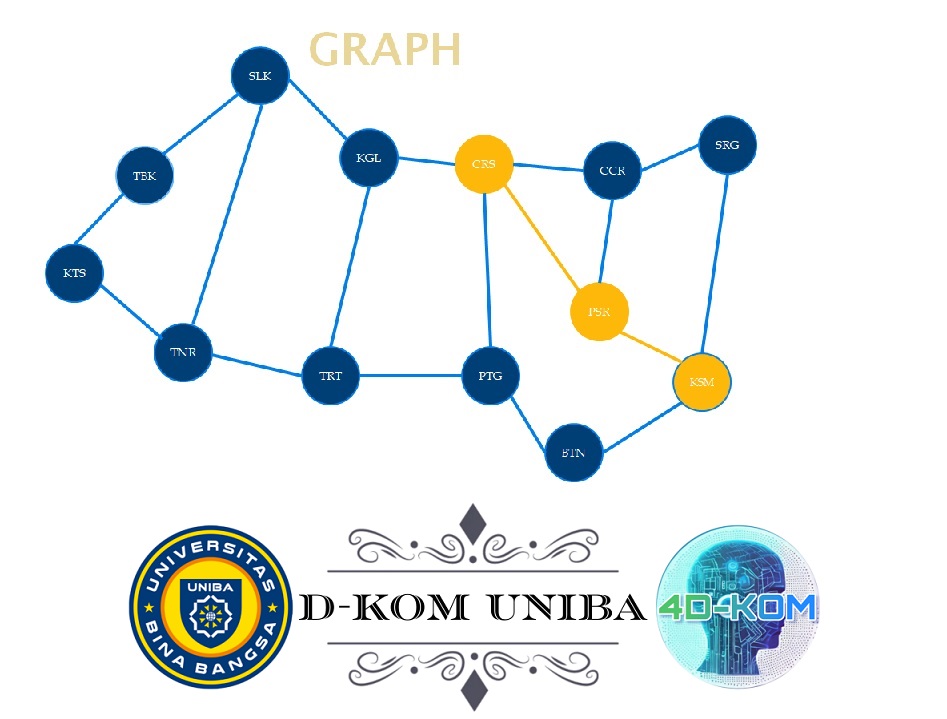 GRAPH
SLK
KGL
CRS
CCR
SRG
TBK
KTS
PSR
TNR
TRT
PTG
KSM
BTN
UNIVERSITAS
UNIBA
BINA BANGSA
D-KOM UNIBA
4D-KOM